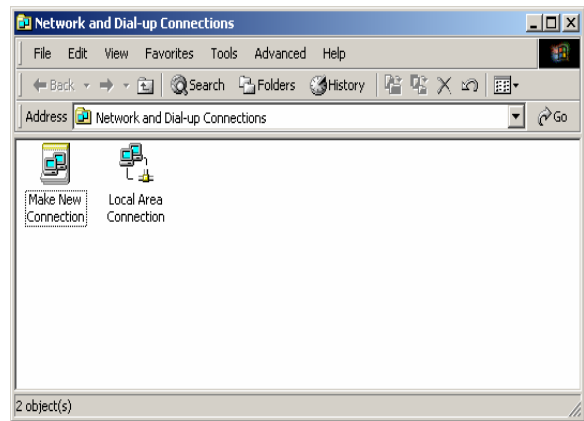 Network and Dial-up Connections
File Edit View Favorites Tools Advanced Help
Back Search Folders History
Address Network and Dial-up Connections Go
Make New Connection
Local Area Connection
2 object(s)